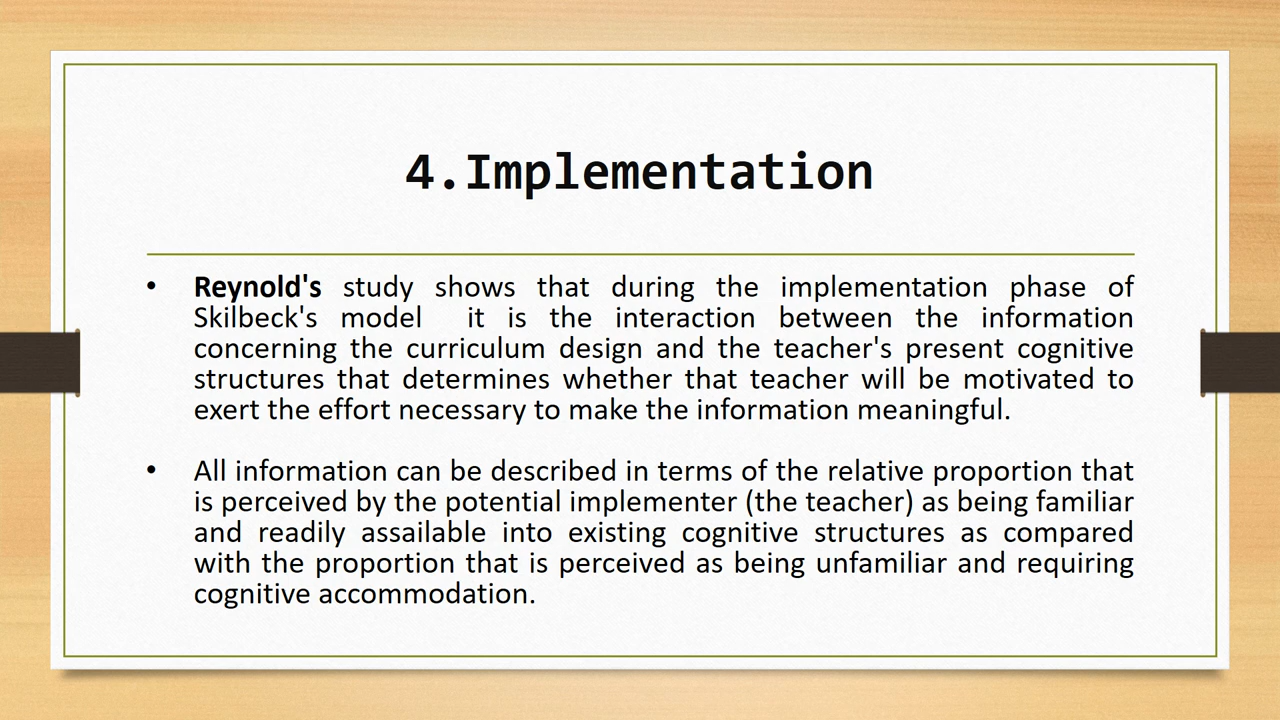 4.Implementation
• Reynold's study shows that during the implementation phase of
Skilbeck's model it is the interaction between the information
concerning the curriculum design and the teacher's present cognitive
structures that determines whether that teacher will be motivated to
exert the effort necessary to make the information meaningful.
• All information can be described in terms of the relative proportion that
is perceived by the potential implementer (the teacher) as being familiar
and readily assailable into existing cognitive structures as compared
with the proportion that is perceived as being unfamiliar and requiring
cognitive accommodation.